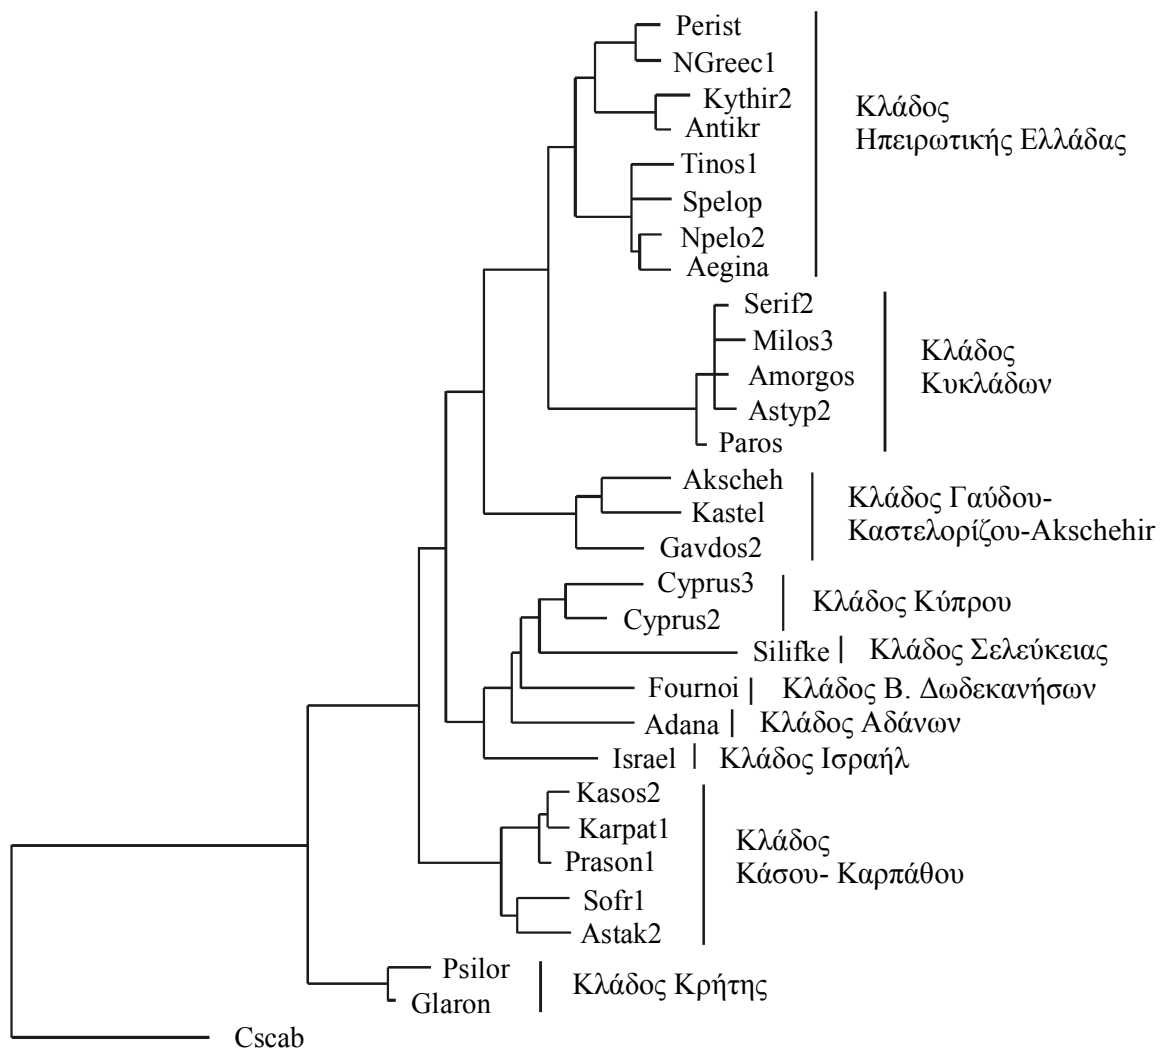 Perist
NGreec1
Kythir2
Antikr
Κλάδος
Ηπειρωτικής Ελλάδας
Tinos1
Spelop
Npelo2
Aegina
Serif2
Milos3
Amorgos
Astyp2
Paros
Κλάδος
Κυκλάδων
Akscheh
Kastel
Gavdos2
Κλάδος Γαύδου-
Καστελορίζου-Akschehir
Cyprus3
Cyprus2
Κλάδος Κύπρου
Silifke
Κλάδος Σελεύκειας
Fournoi
Κλάδος Β. Δωδεκανήσων
Adana
Κλάδος Αδάνων
Israel
Κλάδος Ισραήλ
Kasos2
Karpat1
Prason1
Sofr1
Astak2
Κλάδος
Κάσου- Καρπάθου
Psilor
Glaron
Κλάδος Κρήτης
Cscab